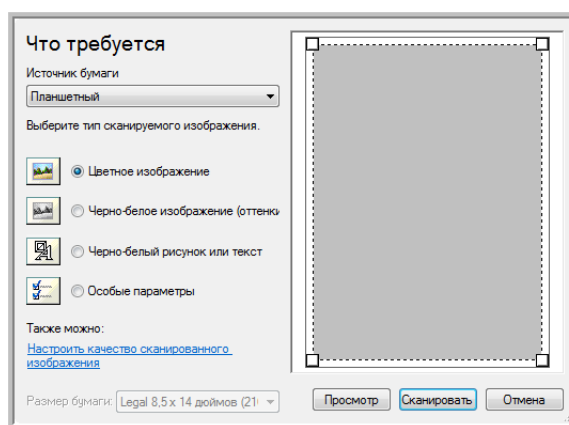 Что требуется
Источник бумаги
Планшетный
Выберите тип сканируемого изображения.
Цветное изображение
Черно-белое изображение (оттенки
Черно-белый рисунок или текст
Особые параметры
Также можно:
Настроить качество сканированного
изображения
Размер бумаги: Legal 8,5 x 14 дюймов (21
Просмотр Сканировать Отмена